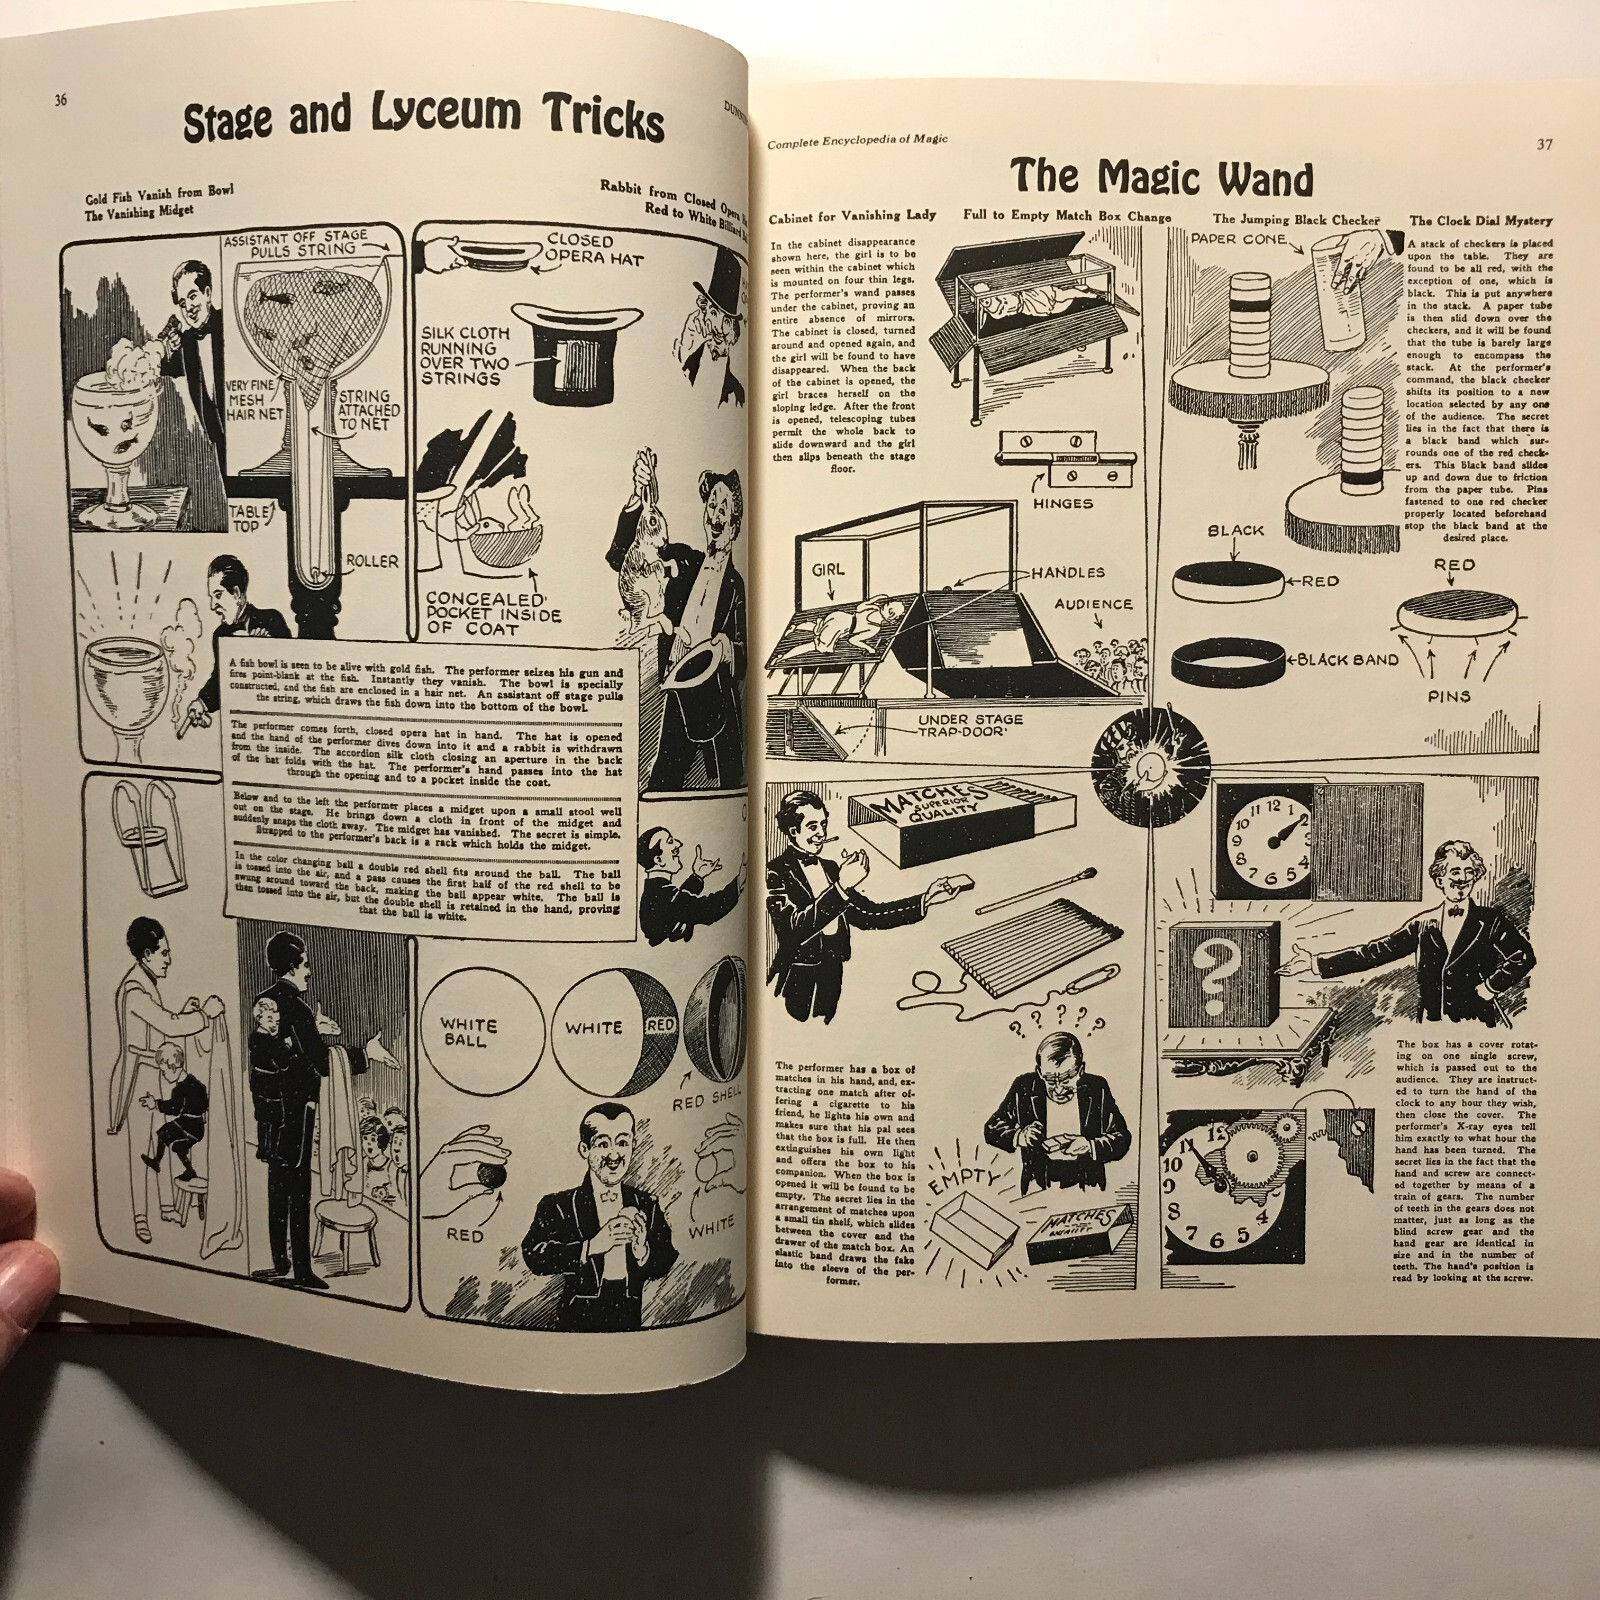 36
DUNN
Stage and Lyceum Tricks
Gold Fish Vanish from Bowl
The Vanishing Midget
Rabbit from Closed Opera
Red to White Billiard
ASSISTANT OFF STAGE
PULLS STRING
VERY FINE
MESH
HAIR NET
STRING
ATTACHED
TO NET
TABLE
TOP
ROLLER
CLOSED
OPERA HAT
SILK CLOTH
RUNNING
OVER TWO
STRINGS
CONCEALED
POCKET INSIDE
OF COAT
A fish bowl is seen to be alive with gold fish. The performer seizes his gun and
fires point-blank at the fish. Instantly they vanish. The bowl is specially
constructed, and the fish are enclosed in a hair net. An assistant off stage pulls
the string, which draws the fish down into the bottom of the bowl.
The performer comes forth, closed opera hat in hand. The hat is opened
and the hand of the performer dives down into it and a rabbit is withdrawn
from the inside. The accordion silk cloth closing an aperture in the back
of the hat folds with the hat. The performer's hand passes into the hat
through the opening and to a pocket inside the coat.
Below and to the left the performer places a midget upon a small stool well
out on the stage. He brings down a cloth in front of the midget and
suddenly snaps the cloth away. The midget has vanished. The secret is simple.
Strapped to the performer's back is a rack which holds the midget.
In the color changing ball a double red shell fits around the ball. The ball
is tossed into the air, and a pass causes the first half of the red shell to be
swung around toward the back, making the ball appear white. The ball is
then tossed into the air, but the double shell is retained in the hand, proving
that the ball is white.
WHITE
BALL
WHITE
RED
RED SHELL
RED
WHITE
Complete Encyclopedia of Magic
37
The Magic Wand
Cabinet for Vanishing Lady
Full to Empty Match Box Change
The Jumping Black Checker
The Clock Dial Mystery
In the cabinet disappearance
shown here, the girl is to be
seen within the cabinet which
is mounted on four thin legs.
The performer's wand passes
under the cabinet, proving an
entire absence of mirrors.
The cabinet is closed, turned
around and opened again, and
the girl will be found to have
disappeared. When the back
of the cabinet is opened, the
girl braces herself on the
sloping ledge. After the front
is opened, telescoping tubes
permit the whole back to
slide downward and the girl
then slips beneath the stage
floor.
HINGES
GIRL
HANDLES
AUDIENCE
UNDER STAGE
TRAP-DOOR
PAPER CONE
A stack of checkers is placed
upon the table. They are
found to be all red, with the
exception of one, which is
black. This is put anywhere
in the stack. A paper tube
is then slid down over the
checkers, and it will be found
that the tube is barely large
enough to encompass the
stack. At the performer's
command, the black checker
shifts its position to a new
location selected by any one
of the audience. The secret
lies in the fact that there is
a black band which sur-
rounds one of the red check-
ers. This Black band slides
up and down due to friction
from the paper tube. Pins
fastened to one red checker
properly located beforehand
stop the black band at the
desired place.
BLACK
RED
RED
BLACK BAND
PINS
MATCHES
SUPERIOR
QUALITY
The performer has a box of
matches in his hand, and, ex-
tracting one match after of-
fering a cigarette to his
friend, he lights his own and
makes sure that his pal sees
that the box is full. He then
extinguishes his own light
and offers the box to his
companion. When the box is
opened it will be found to be
empty. The secret lies in the
arrangement of matches upon
a small tin shelf, which slides
between the cover and the
drawer of the match box. An
elastic band draws the fake
into the sleeve of the per-
former.
? ? ? ? ?
EMPTY
MATCHES
11 12 1
10 2
9 3
8 4
7 6 5
?
12
11
10
9
8
7 6 5 4
The box has a cover rotat-
ing on one single screw,
which is passed out to the
audience. They are instruct-
ed to turn the hand of the
clock to any hour they wish,
then close the cover. The
performer's X-ray eyes tell
him exactly to what hour the
hand has been turned. The
secret lies in the fact that the
hand and screw are connect-
ed together by means of a
train of gears. The number
of teeth in the gears does not
matter, just as long as the
blind screw gear and the
hand gear are identical in
size and in the number of
teeth. The hand's position is
read by looking at the screw.